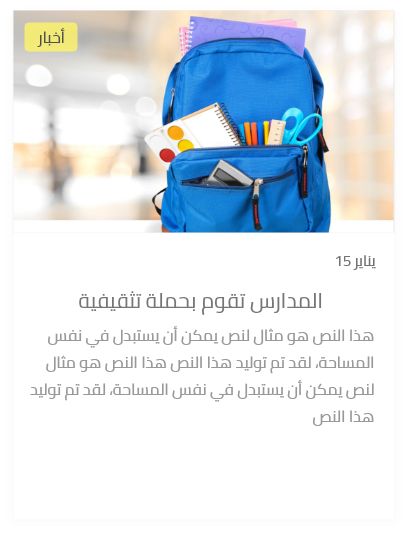 أخبار
15 يناير
المدارس تقوم بحملة تثقيفية
هذا النص هو مثال لنص يمكن أن يستبدل في نفس
المساحة، لقد تم توليد هذا النص هذا النص هو مثال
لنص يمكن أن يستبدل في نفس المساحة، لقد تم توليد
هذا النص